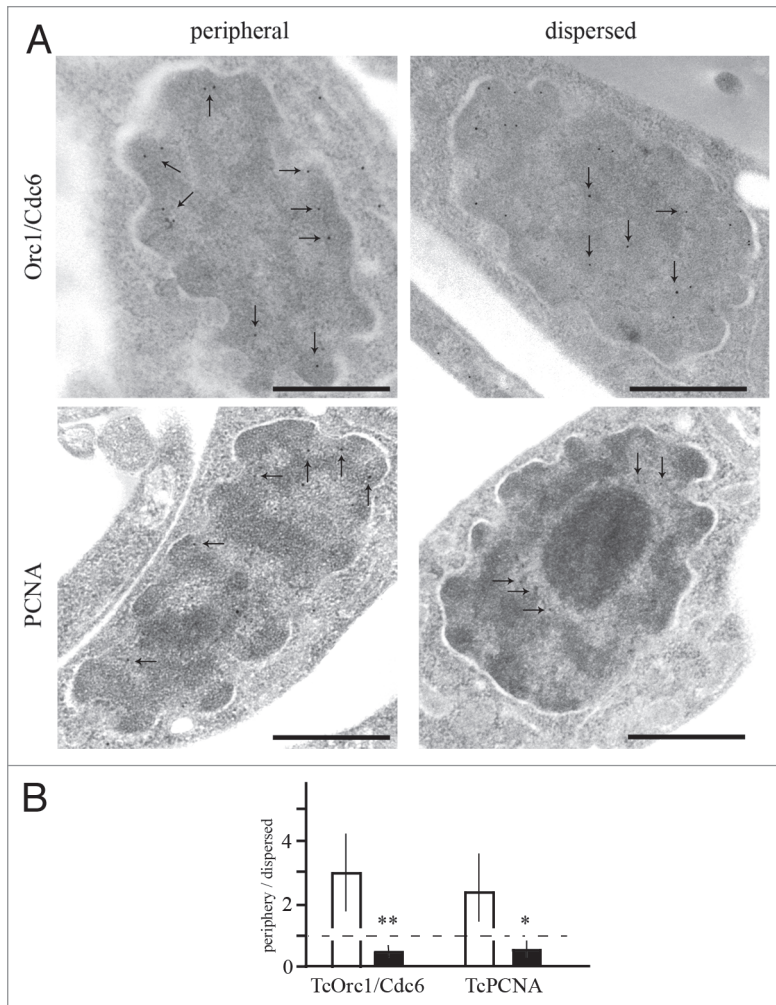 A
peripheral
dispersed
Orc1/Cdc6
PCNA
B
periphery / dispersed
4
2
0
**
*
TcOrc1/Cdc6
TcPCNA